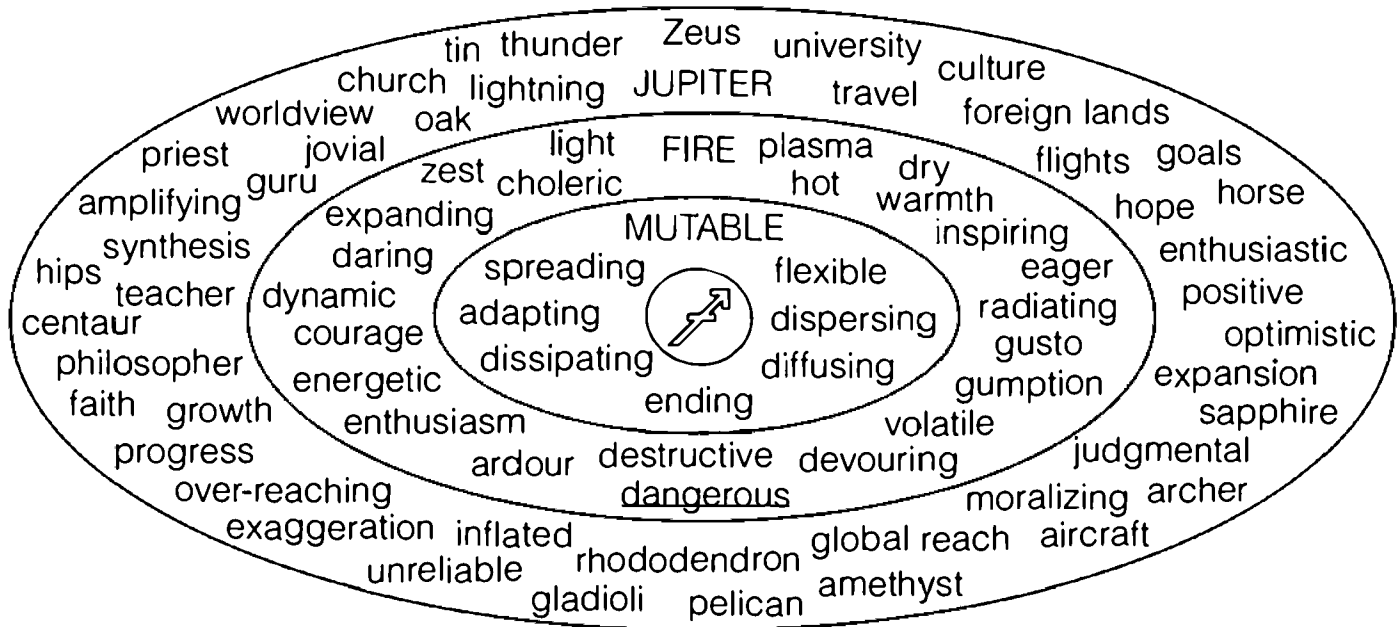 tin thunder Zeus university culture
church lightning JUPITER travel foreign lands
worldview oak
priest jovial flights goals
amplifying guru hope horse
synthesis enthusiastic
hips teacher positive
centaur optimistic
philosopher expansion
faith growth sapphire
progress judgmental
over-reaching moralizing archer
exaggeration inflated global reach aircraft
unreliable rhododendron amethyst
gladioli pelican
light FIRE plasma dry
zest choleric hot warmth
expanding inspiring
daring eager
dynamic radiating
courage gusto
energetic gumption
enthusiasm volatile
ardour destructive devouring
dangerous
MUTABLE
spreading flexible
adapting dispersing
dissipating diffusing
ending